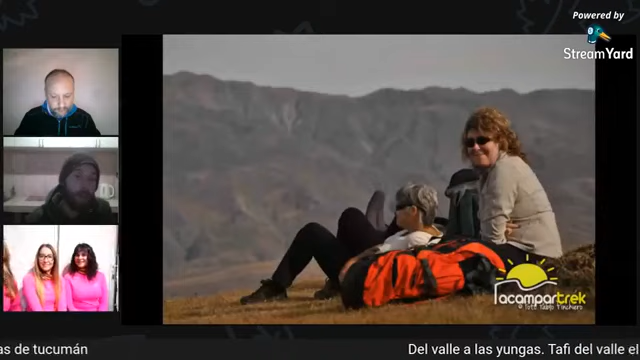 Powered by
StreamYard
lacampartrek
as de tucumán
Del valle a las yungas. Tafi del valle el